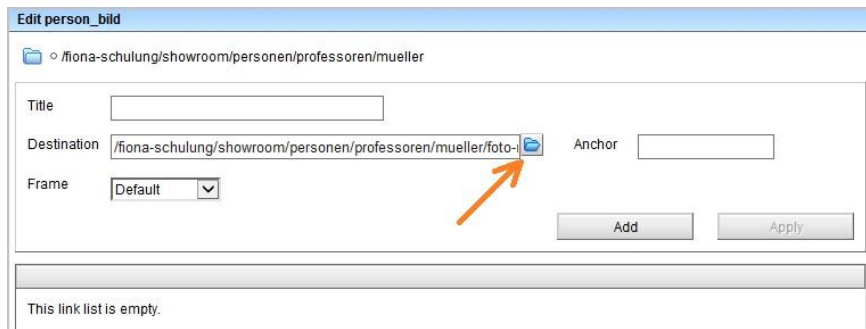 Edit person_bild
/fiona-schulung/showroom/personen/professoren/mueller
Title
Destination /fiona-schulung/showroom/personen/professoren/mueller/foto- Anchor
Frame Default
Add Apply
This link list is empty.